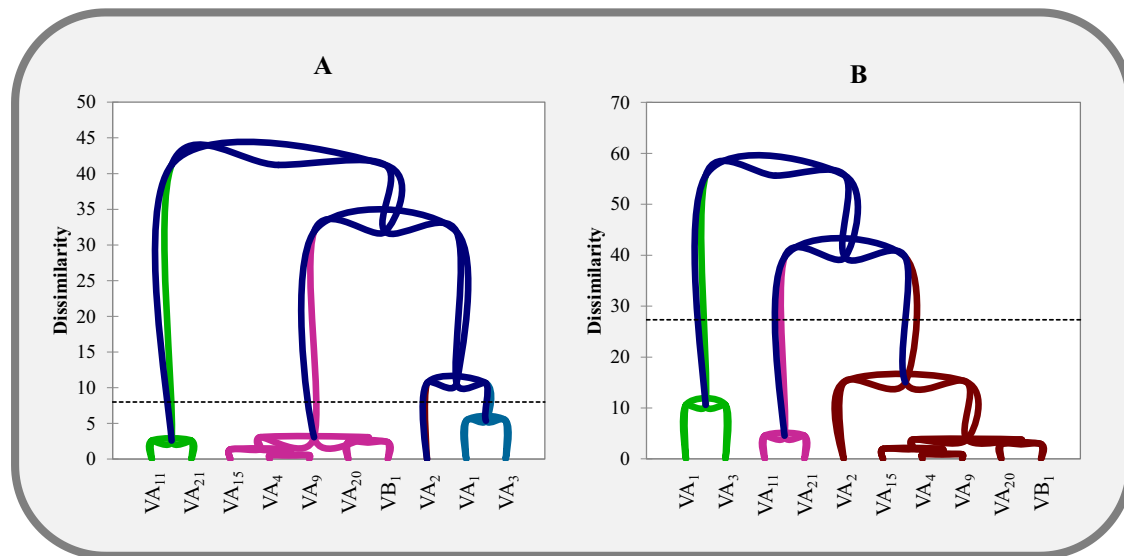 A
Dissimilarity
50
45
40
35
30
25
20
15
10
5
0
VA₁₁
VA₂₁
VA₁₅
VA₄
VA₉
VA₂₀
VB₁
VA₂
VA₁
VA₃
B
Dissimilarity
70
60
50
40
30
20
10
0
VA₁
VA₃
VA₁₁
VA₂₁
VA₂
VA₁₅
VA₄
VA₉
VA₂₀
VB₁